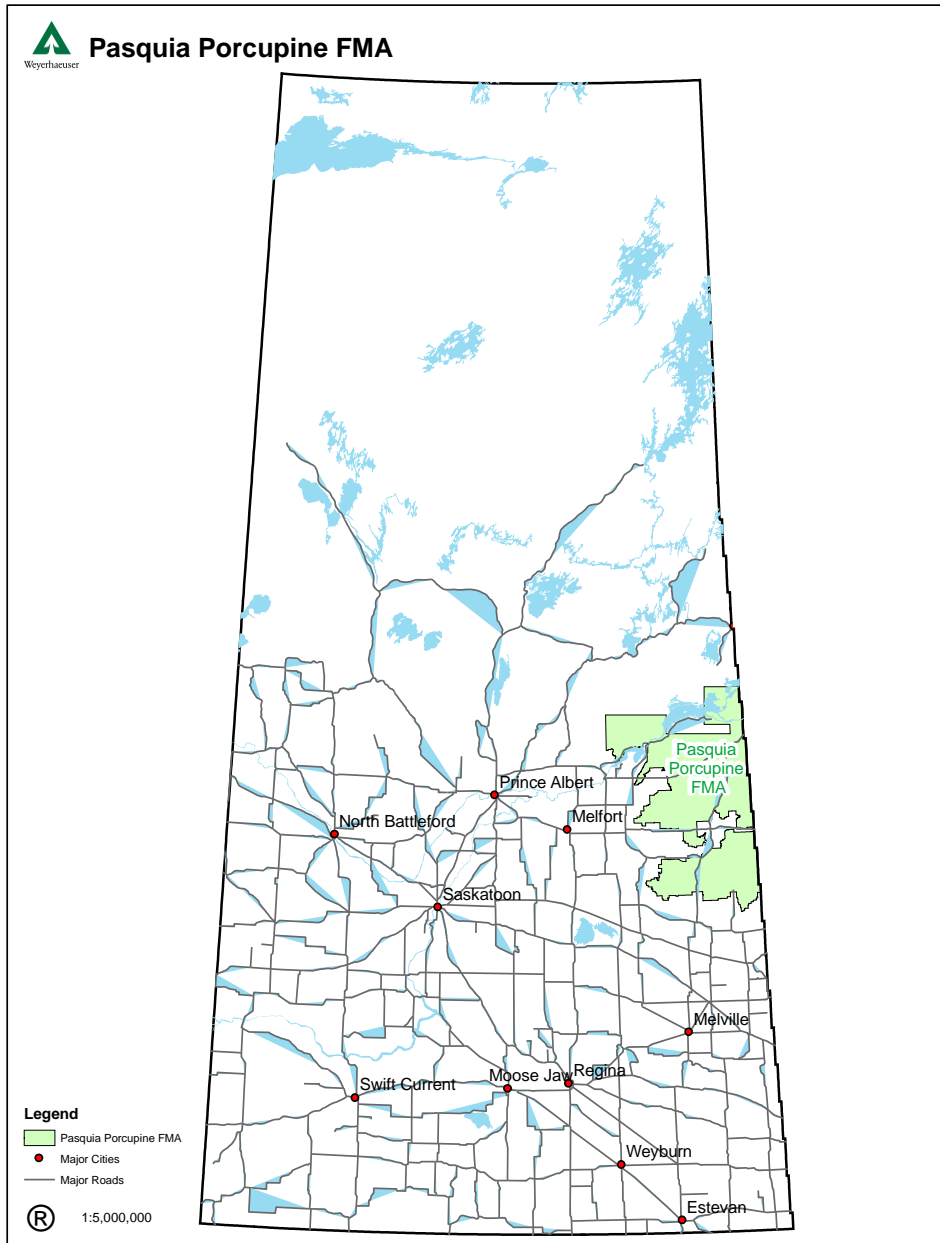 Weyerhaeuser
Pasquia Porcupine FMA
Pasquia
Porcupine
FMA
Prince Albert
Melfort
North Battleford
Saskatoon
Melville
Moose Jaw
Regina
Swift Current
Weyburn
Estevan
Legend
Pasquia Porcupine FMA
Major Cities
Major Roads
® 1:5,000,000